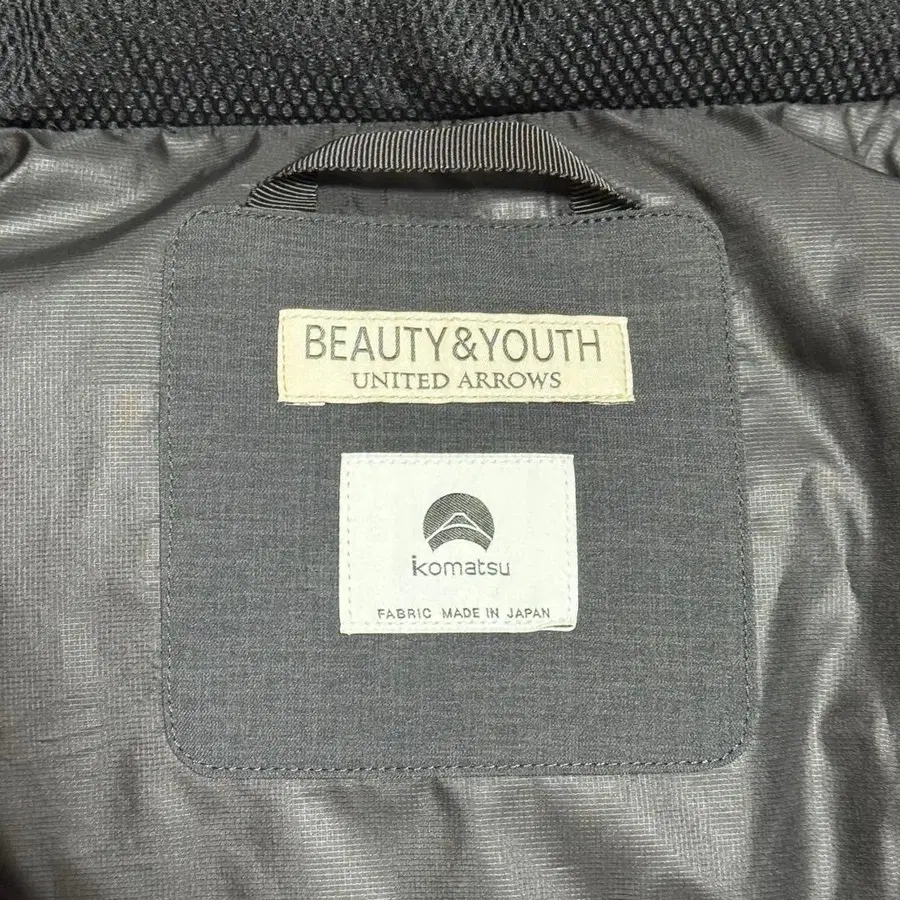 BEAUTY&YOUTH
UNITED ARROWS
komatsu
FABRIC MADE IN JAPAN